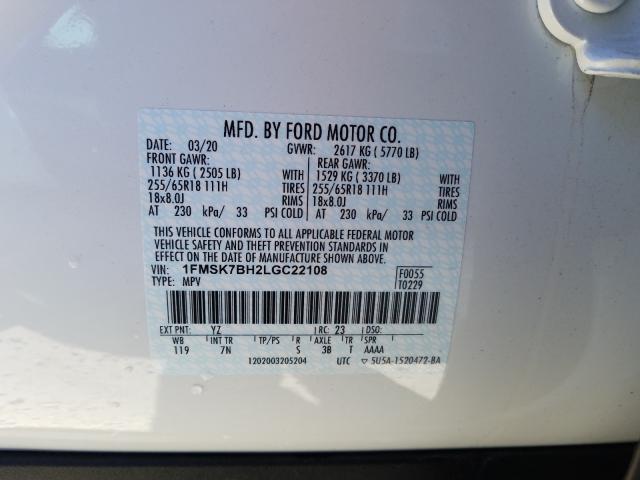 MFD. BY FORD MOTOR CO.
DATE: 03/20 GVWR: 2617 KG ( 5770 LB)
FRONT GAWR: REAR GAWR:
1136 KG ( 2505 LB) 1529 KG ( 3370 LB)
255/65R18 111H TIRES 255/65R18 111H TIRES
18x8.0J RIMS 18x8.0J RIMS
AT 230 kPa/ 33 PSI COLD AT 230 kPa/ 33 PSI COLD
THIS VEHICLE CONFORMS TO ALL APPLICABLE FEDERAL MOTOR
VEHICLE SAFETY AND THEFT PREVENTION STANDARDS IN
EFFECT ON THE DATE OF MANUFACTURE SHOWN ABOVE.
VIN: 1FMSK7BH2LGC22108 F0055
TYPE: MPV T0229
EXT PNT: YZ RC: 23 DSO:
WB INT TR TP/PS R AXLE TR SPR
119 7N S 3B T AAAA
1202003205204 UTC ▽ 5U5A-1520472-BA